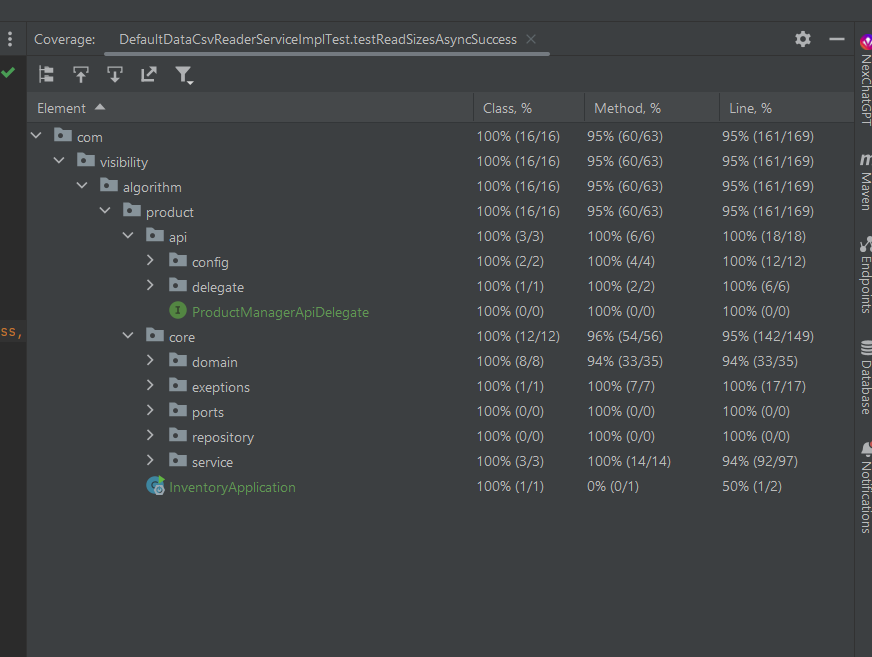 Coverage: DefaultDataCsvReaderServiceImplTest.testReadSizesAsyncSuccess
Element Class, % Method, % Line, %
com 100% (16/16) 95% (60/63) 95% (161/169)
visibility 100% (16/16) 95% (60/63) 95% (161/169)
algorithm 100% (16/16) 95% (60/63) 95% (161/169)
product 100% (16/16) 95% (60/63) 95% (161/169)
api 100% (3/3) 100% (6/6) 100% (18/18)
config 100% (2/2) 100% (4/4) 100% (12/12)
delegate 100% (1/1) 100% (2/2) 100% (6/6)
I ProductManagerApiDelegate 100% (0/0) 100% (0/0) 100% (0/0)
core 100% (12/12) 96% (54/56) 95% (142/149)
domain 100% (8/8) 94% (33/35) 94% (33/35)
exeptions 100% (1/1) 100% (7/7) 100% (17/17)
ports 100% (0/0) 100% (0/0) 100% (0/0)
repository 100% (0/0) 100% (0/0) 100% (0/0)
service 100% (3/3) 100% (14/14) 94% (92/97)
InventoryApplication 100% (1/1) 0% (0/1) 50% (1/2)
ss,
NexChatGPT
m Maven
Endpoints
Database
Notifications